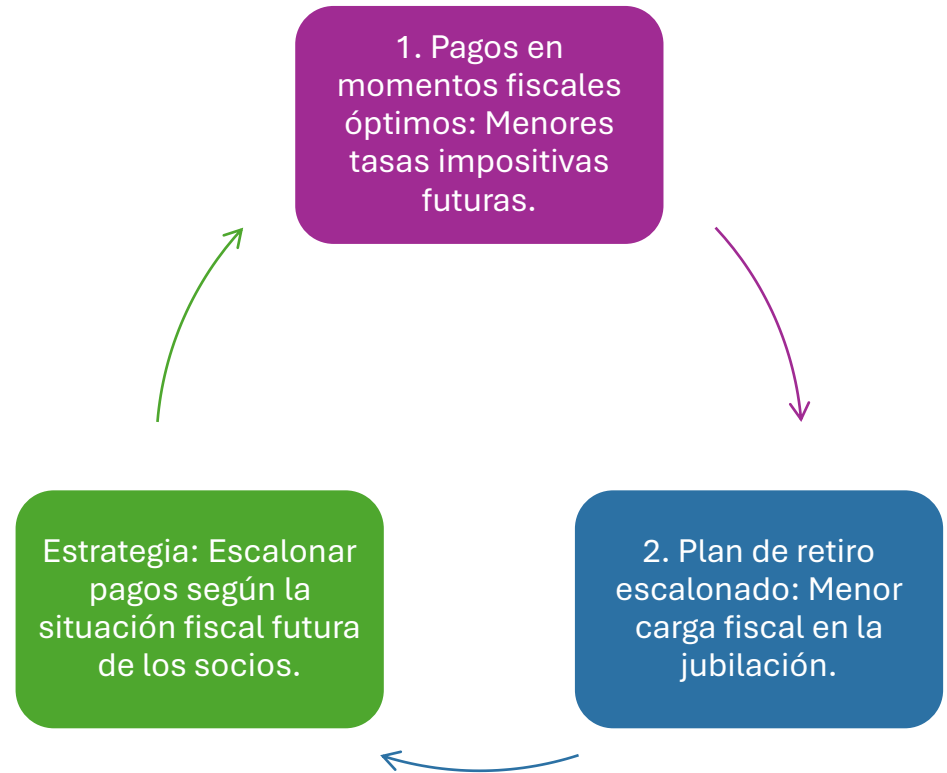 1. Pagos en
momentos fiscales
óptimos: Menores
tasas impositivas
futuras.
2. Plan de retiro
escalonado: Menor
carga fiscal en la
jubilación.
Estrategia: Escalonar
pagos según la
situación fiscal futura
de los socios.